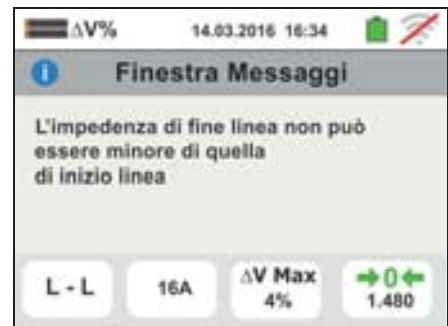 ΔV% 14.03.2016 16:34
Finestra Messaggi
L'impedenza di fine linea non può
essere minore di quella
di inizio linea
L - L 16A ΔV Max 4% →0← 1.480